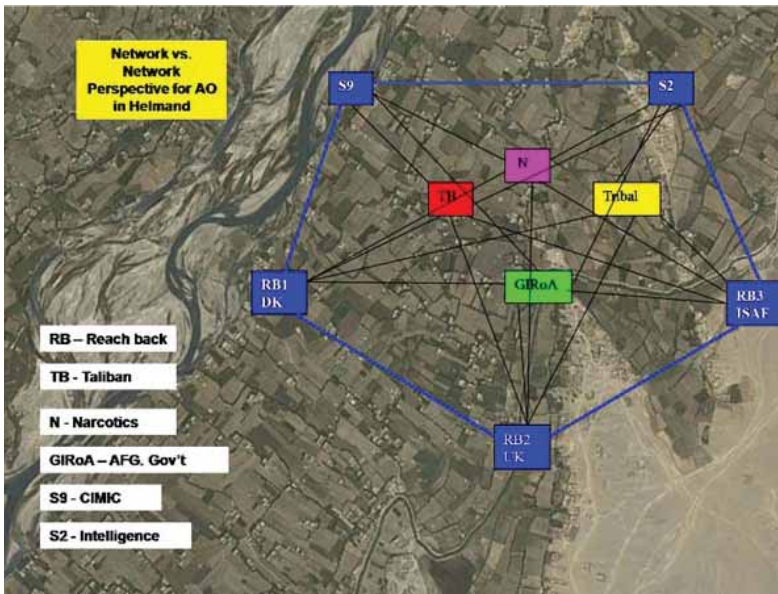 Network vs.
Network
Perspective for AO
in Helmand
S9
S2
N
TB
Tribal
RB1
DK
GIRoA
RB3
ISAF
RB2
UK
RB – Reach back
TB - Taliban
N - Narcotics
GIRoA – AFG. Gov't
S9 - CIMIC
S2 - Intelligence